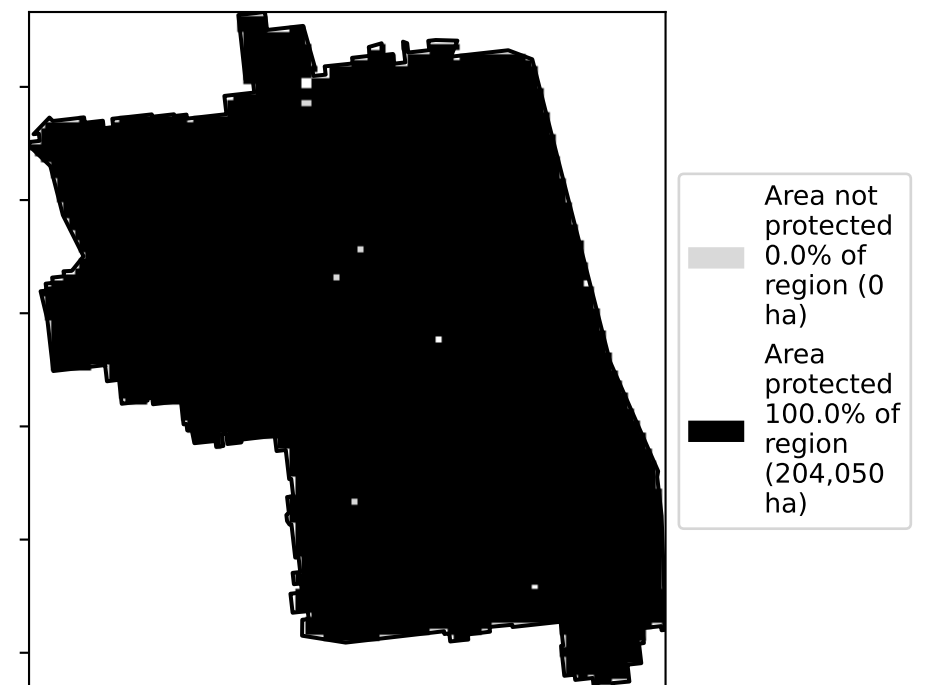 Area not
protected
0.0% of
region (0
ha)
Area
protected
100.0% of
region
(204,050
ha)